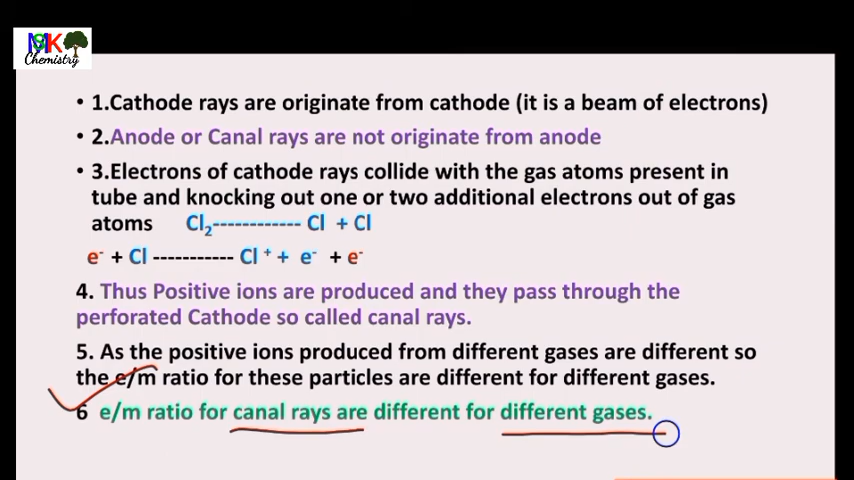 MSK
Chemistry
• 1.Cathode rays are originate from cathode (it is a beam of electrons)
• 2.Anode or Canal rays are not originate from anode
• 3.Electrons of cathode rays collide with the gas atoms present in
tube and knocking out one or two additional electrons out of gas
atoms Cl₂------------ Cl + Cl
e⁻ + Cl ----------- Cl ⁺ + e⁻ + e⁻
4. Thus Positive ions are produced and they pass through the
perforated Cathode so called canal rays.
5. As the positive ions produced from different gases are different so
the e/m ratio for these particles are different for different gases.
6 e/m ratio for canal rays are different for different gases.